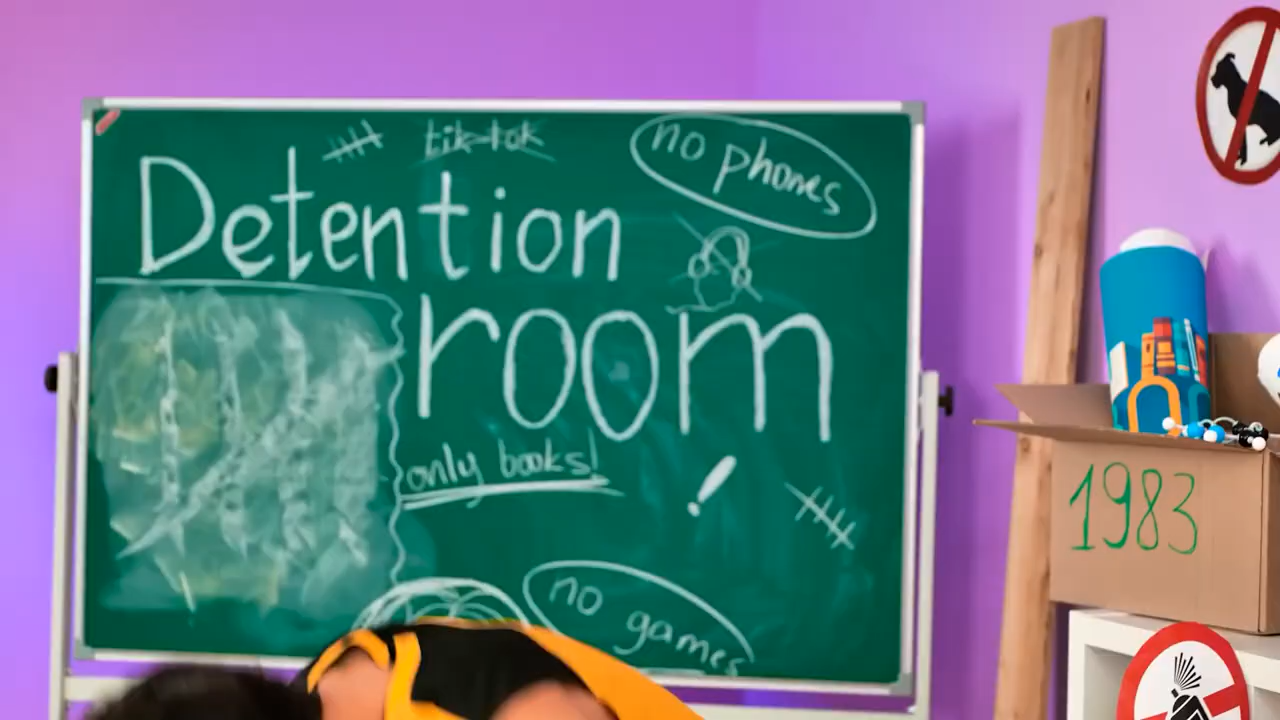 tik tok
no phones
Detention
room
only books!
!
no games
1983